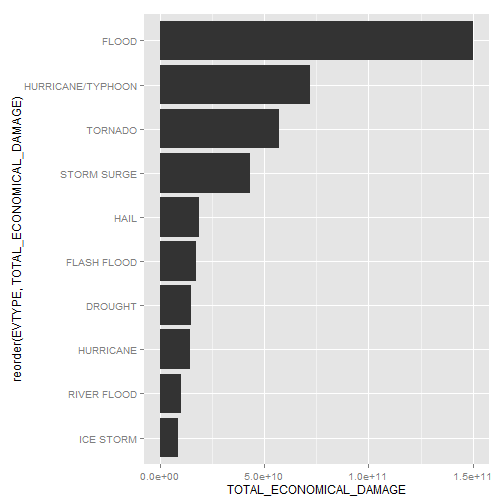 reorder(EVTYPE, TOTAL_ECONOMICAL_DAMAGE)
FLOOD
HURRICANE/TYPHOON
TORNADO
STORM SURGE
HAIL
FLASH FLOOD
DROUGHT
HURRICANE
RIVER FLOOD
ICE STORM
0.0e+00 5.0e+10 1.0e+11 1.5e+11
TOTAL_ECONOMICAL_DAMAGE